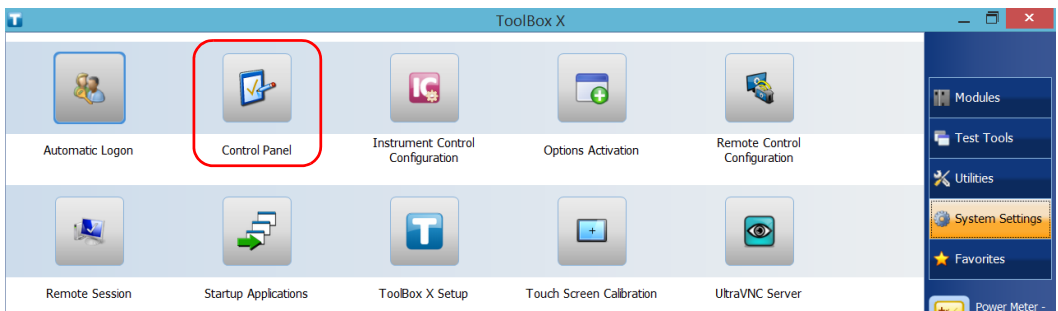 ToolBox X
Automatic Logon
Control Panel
Instrument Control
Configuration
Options Activation
Remote Control
Configuration
Remote Session
Startup Applications
ToolBox X Setup
Touch Screen Calibration
UltraVNC Server
Modules
Test Tools
Utilities
System Settings
Favorites
Power Meter -